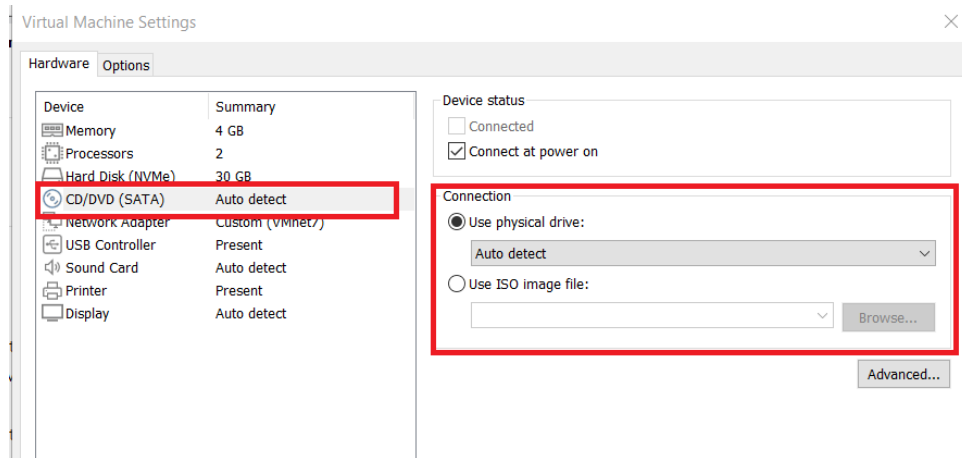 Virtual Machine Settings
Hardware Options
Device Summary
Memory 4 GB
Processors 2
Hard Disk (NVMe) 30 GB
CD/DVD (SATA) Auto detect
Network Adapter Custom (VMnet7)
USB Controller Present
Sound Card Auto detect
Printer Present
Display Auto detect
Device status
Connected
Connect at power on
Connection
Use physical drive:
Auto detect
Use ISO image file:
Browse...
Advanced...